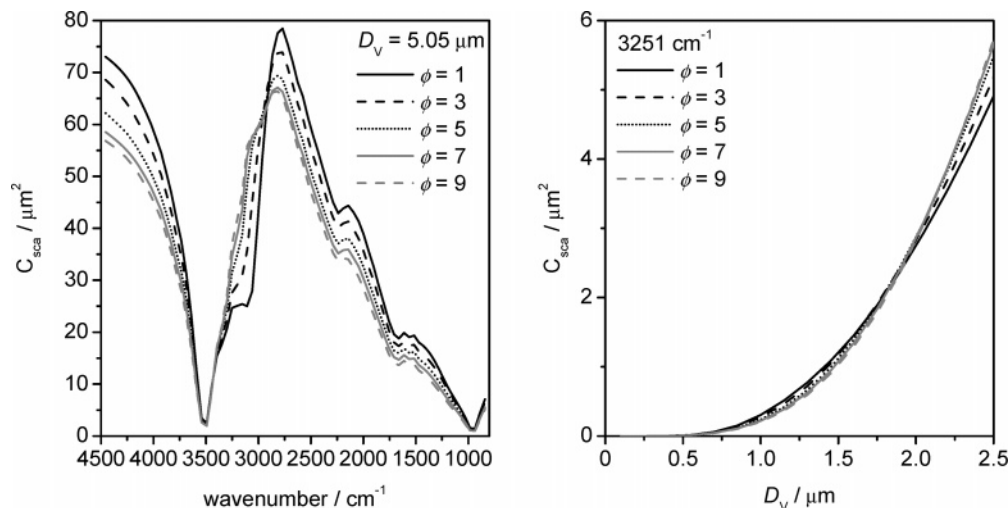 80
70
60
50
40
30
20
10
0
C_sca / μm²
D_V = 5.05 μm
ϕ = 1
ϕ = 3
ϕ = 5
ϕ = 7
ϕ = 9
4500 4000 3500 3000 2500 2000 1500 1000
wavenumber / cm⁻¹
6
4
2
0
C_sca / μm²
3251 cm⁻¹
ϕ = 1
ϕ = 3
ϕ = 5
ϕ = 7
ϕ = 9
0 0.5 1.0 1.5 2.0 2.5
D_V / μm